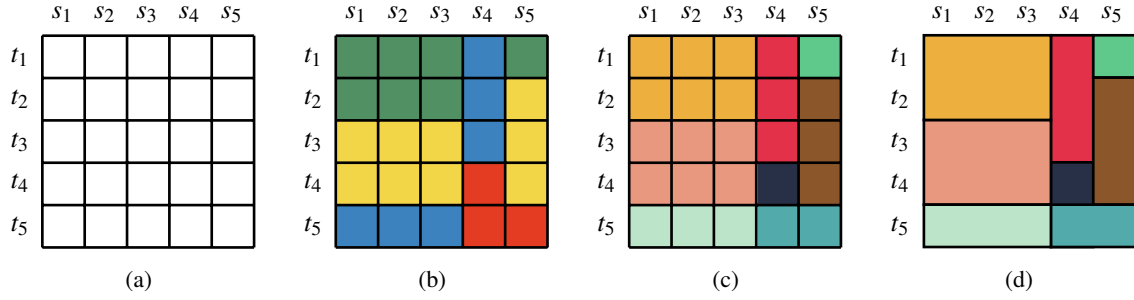 s₁ s₂ s₃ s₄ s₅ s₁ s₂ s₃ s₄ s₅ s₁ s₂ s₃ s₄ s₅ s₁ s₂ s₃ s₄ s₅
t₁ t₁ t₁ t₁
t₂ t₂ t₂ t₂
t₃ t₃ t₃ t₃
t₄ t₄ t₄ t₄
t₅ t₅ t₅ t₅
(a) (b) (c) (d)